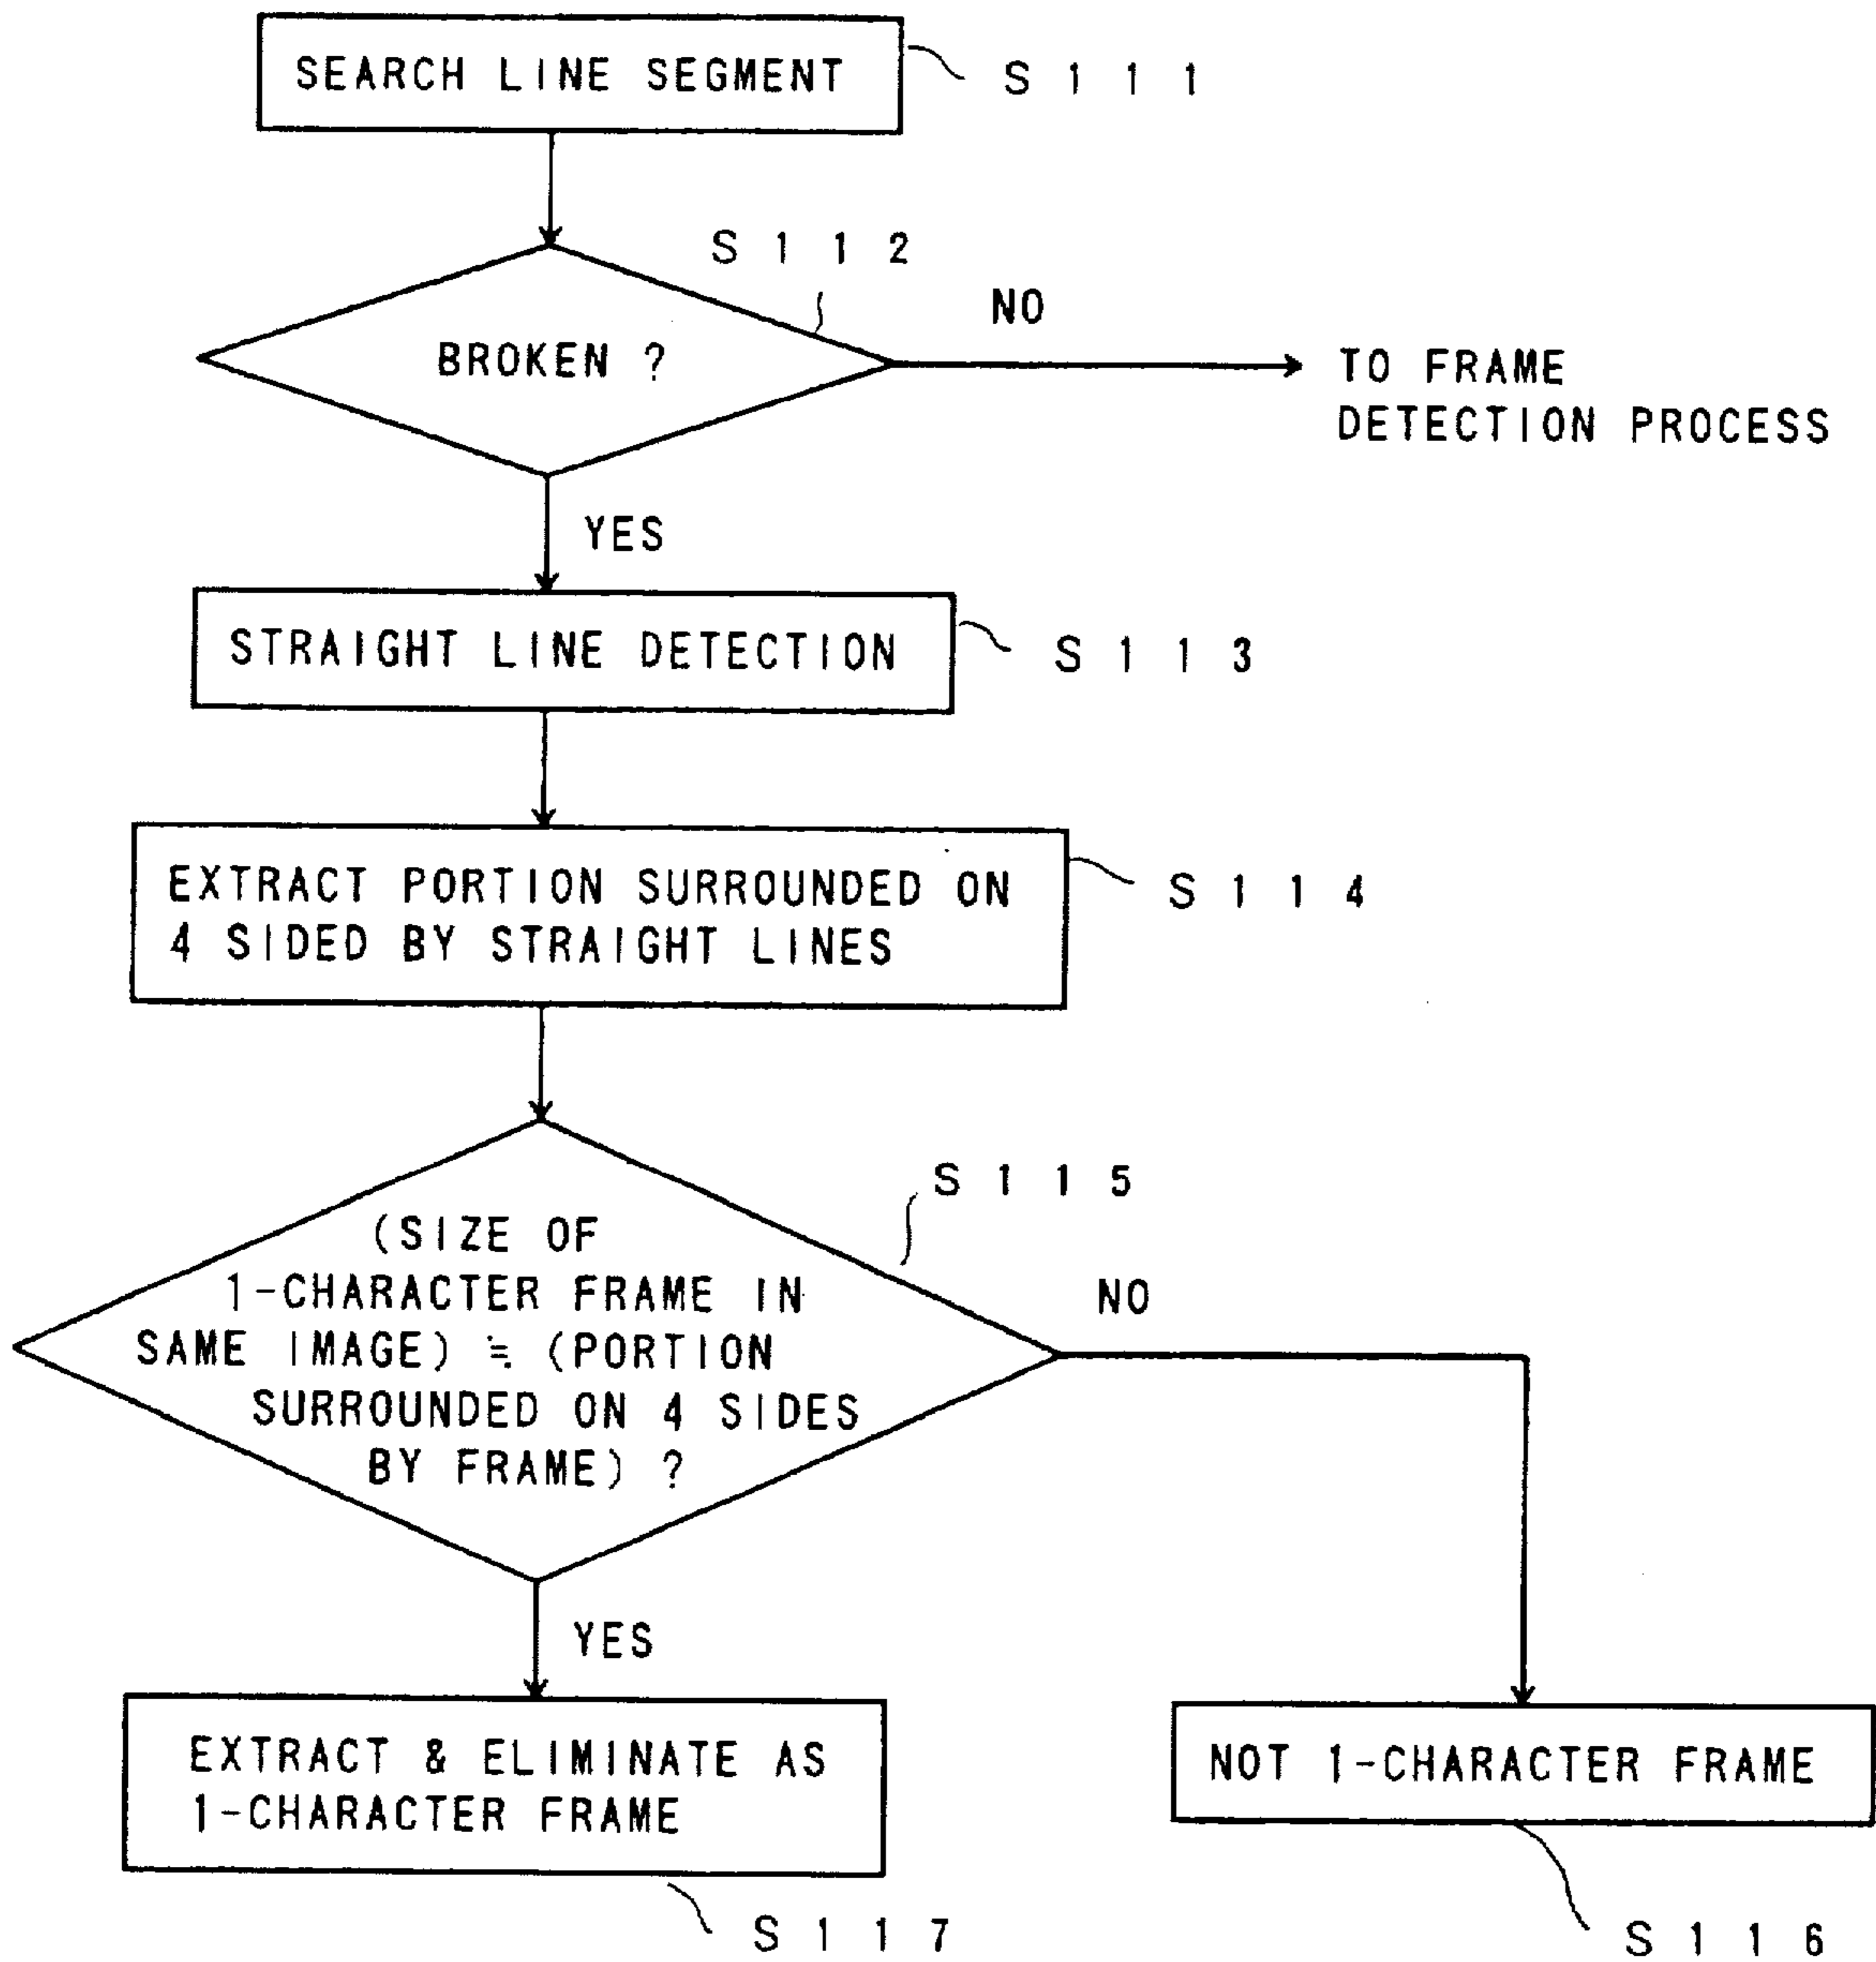 SEARCH LINE SEGMENT
S111
S112
BROKEN ?
NO
TO FRAME
DETECTION PROCESS
YES
STRAIGHT LINE DETECTION
S113
EXTRACT PORTION SURROUNDED ON
4 SIDED BY STRAIGHT LINES
S114
S115
(SIZE OF
1-CHARACTER FRAME IN
SAME IMAGE) ≒ (PORTION
SURROUNDED ON 4 SIDES
BY FRAME) ?
NO
YES
EXTRACT & ELIMINATE AS
1-CHARACTER FRAME
S117
NOT 1-CHARACTER FRAME
S116